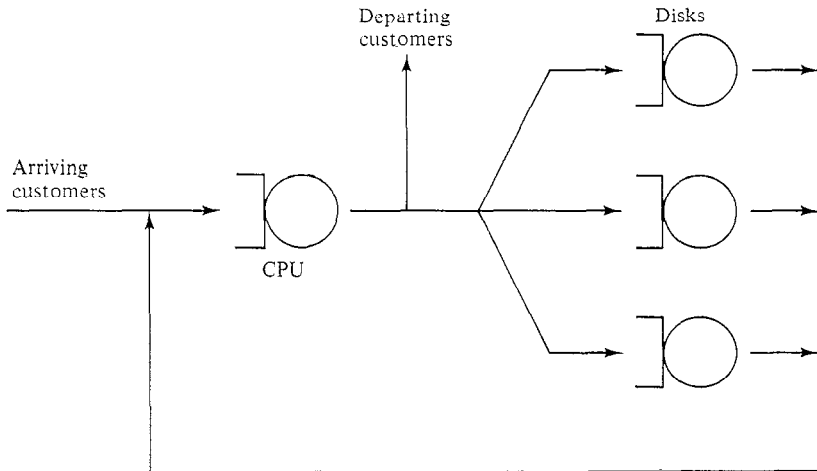 Departing
customers
Disks
Arriving
customers
CPU